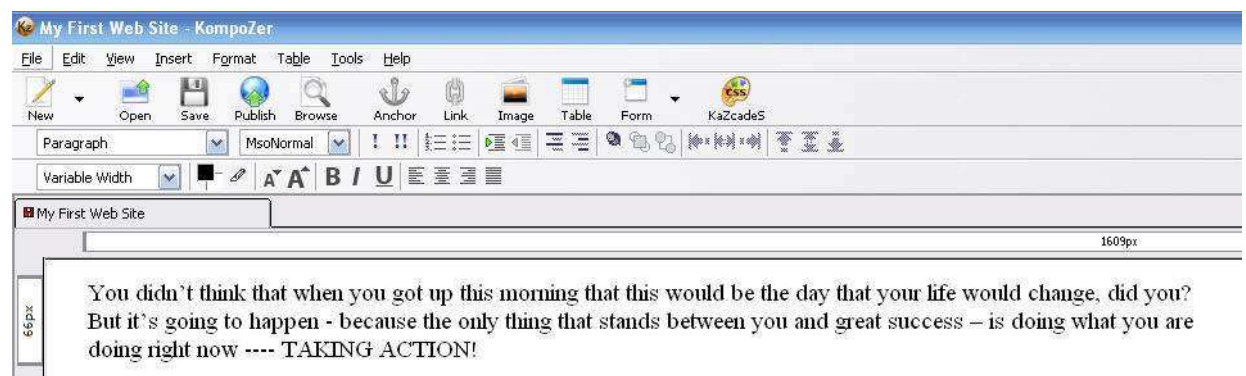 My First Web Site - KompoZer
File Edit View Insert Format Table Tools Help
New Open Save Publish Browse Anchor Link Image Table Form KaZcadeS
Paragraph MsoNormal ! !!
Variable Width A A B I U
My First Web Site
1609px
66px
You didn't think that when you got up this morning that this would be the day that your life would change, did you?
But it's going to happen - because the only thing that stands between you and great success – is doing what you are
doing right now ---- TAKING ACTION!